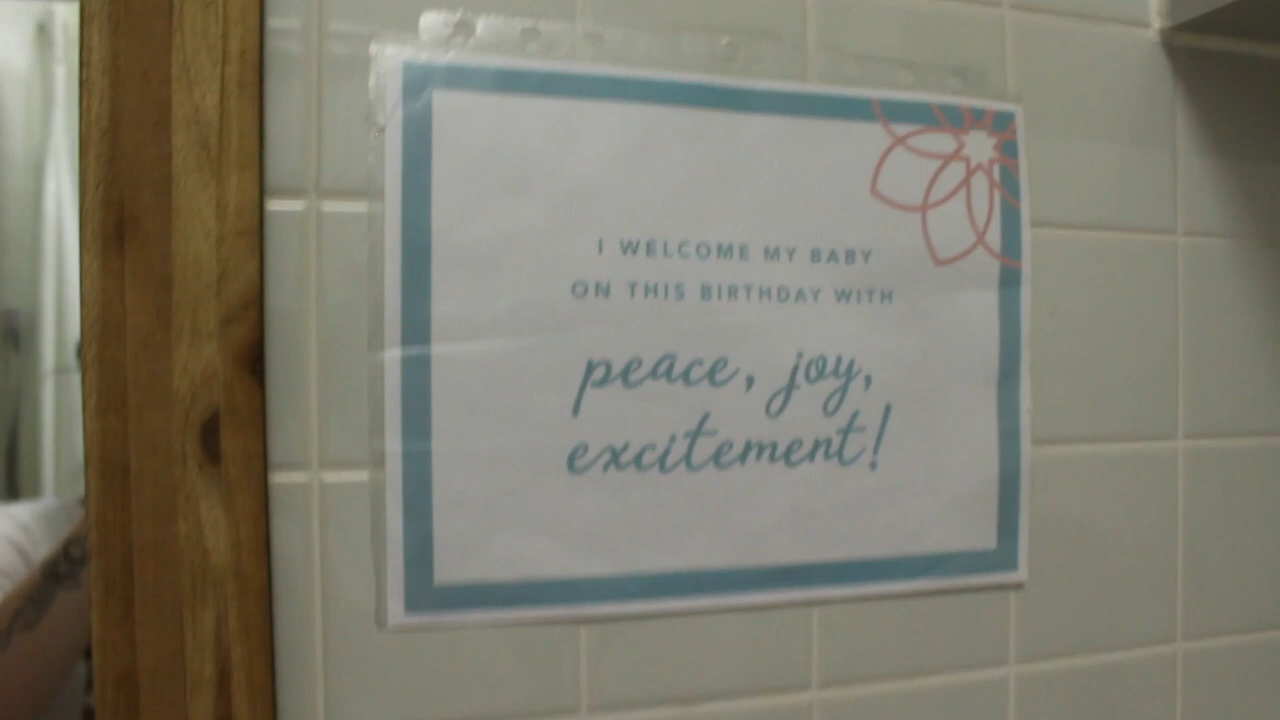 I WELCOME MY BABY
ON THIS BIRTHDAY WITH
peace, joy,
excitement!